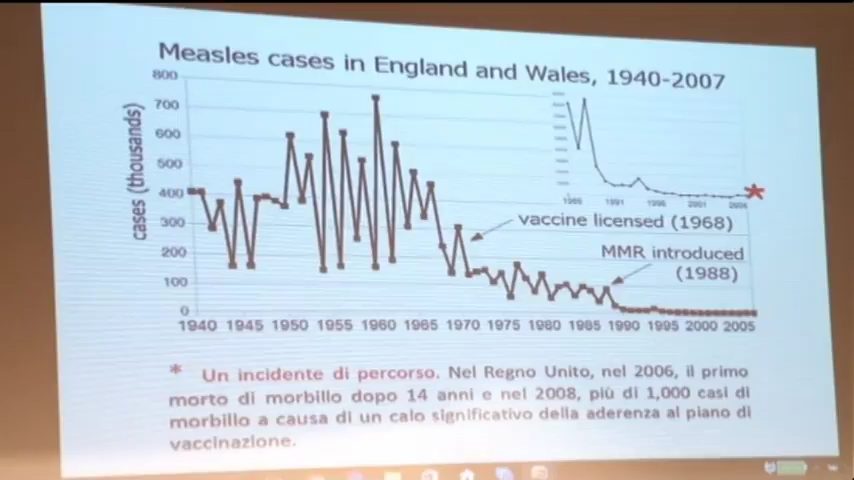 Measles cases in England and Wales, 1940-2007
cases (thousands)
800
700
600
500
400
300
200
100
0
1940 1945 1950 1955 1960 1965 1970 1975 1980 1985 1990 1995 2000 2005
1991 1996 2001
vaccine licensed (1968)
MMR introduced
(1988)
* Un incidente di percorso. Nel Regno Unito, nel 2006, il primo
morto di morbillo dopo 14 anni e nel 2008, più di 1,000 casi di
morbillo a causa di un calo significativo della aderenza al piano di
vaccinazione.